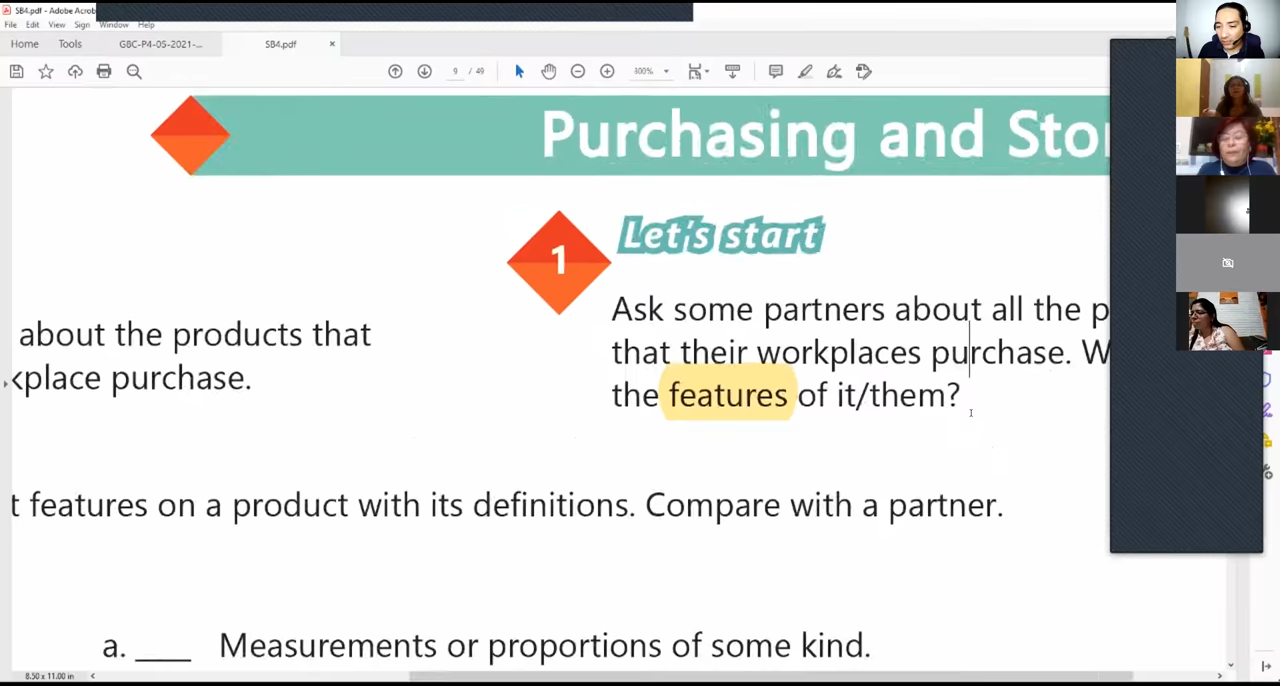 SB4.pdf - Adobe Acrob
File Edit View Sign Window Help
Home Tools GBC-P4-05-2021-... SB4.pdf ×
9 / 49 300%
Purchasing and Sto
Let's start
1
Ask some partners about all the p
about the products that
that their workplaces purchase. W
kplace purchase.
the features of it/them?
t features on a product with its definitions. Compare with a partner.
a. ____ Measurements or proportions of some kind.
8.50 x 11.00 in